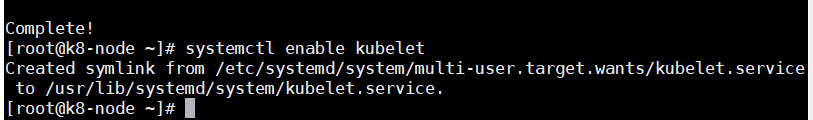 Complete!
[root@k8-node ~]# systemctl enable kubelet
Created symlink from /etc/systemd/system/multi-user.target.wants/kubelet.service
 to /usr/lib/systemd/system/kubelet.service.
[root@k8-node ~]#